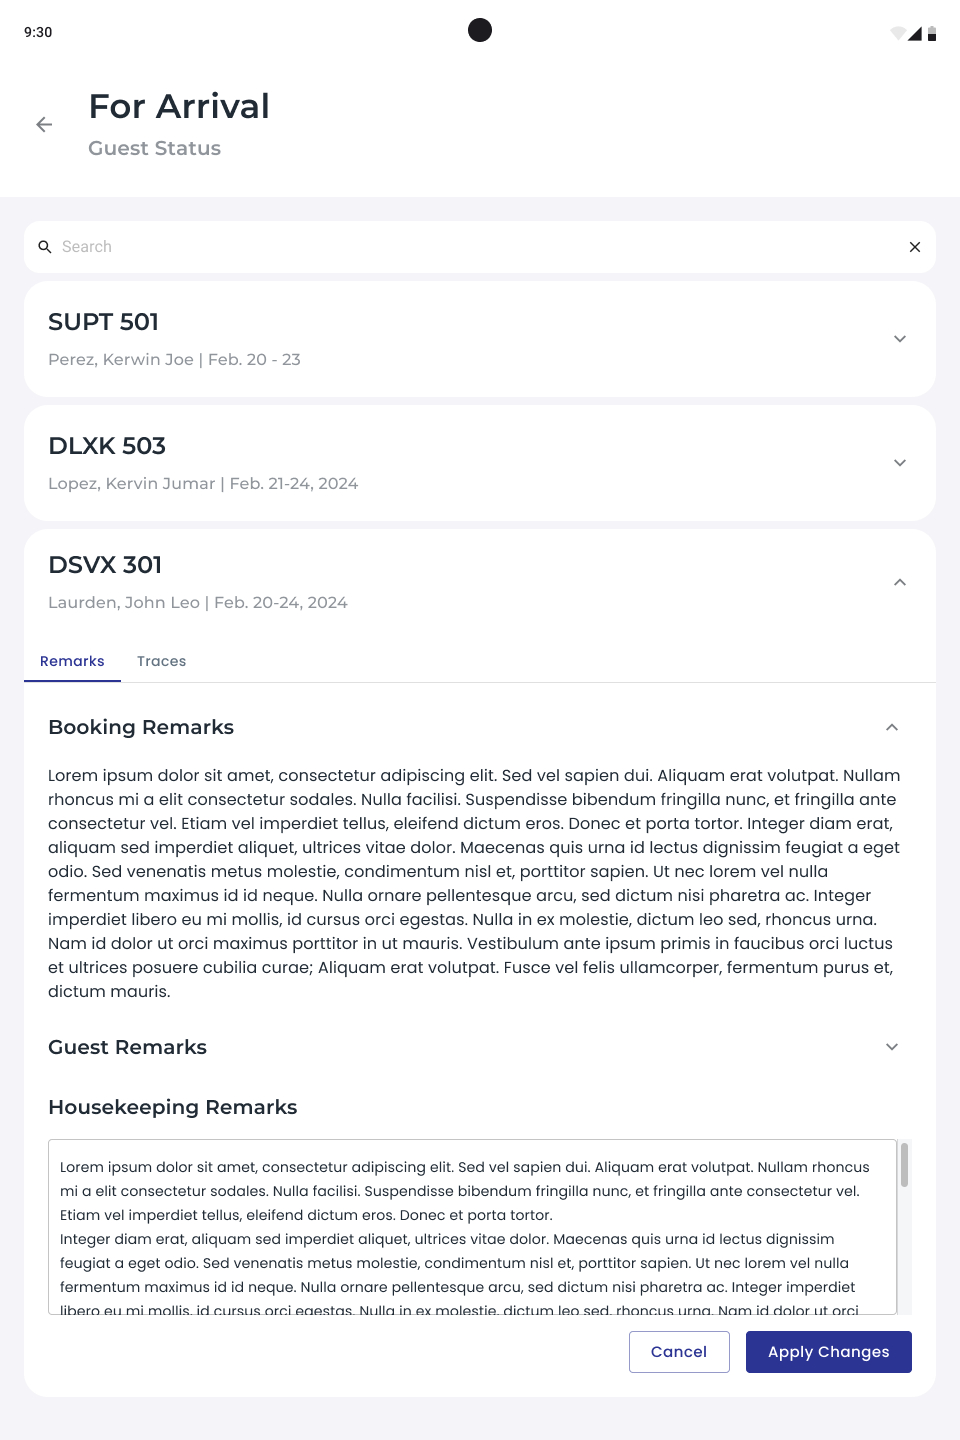 9:30
For Arrival
Guest Status
Search
SUPT 501
Perez, Kerwin Joe | Feb. 20 - 23
DLXK 503
Lopez, Kervin Jumar | Feb. 21-24, 2024
DSVX 301
Laurden, John Leo | Feb. 20-24, 2024
Remarks Traces
Booking Remarks
Lorem ipsum dolor sit amet, consectetur adipiscing elit. Sed vel sapien dui. Aliquam erat volutpat. Nullam
rhoncus mi a elit consectetur sodales. Nulla facilisi. Suspendisse bibendum fringilla nunc, et fringilla ante
consectetur vel. Etiam vel imperdiet tellus, eleifend dictum eros. Donec et porta tortor. Integer diam erat,
aliquam sed imperdiet aliquet, ultrices vitae dolor. Maecenas quis urna id lectus dignissim feugiat a eget
odio. Sed venenatis metus molestie, condimentum nisl et, porttitor sapien. Ut nec lorem vel nulla
fermentum maximus id id neque. Nulla ornare pellentesque arcu, sed dictum nisi pharetra ac. Integer
imperdiet libero eu mi mollis, id cursus orci egestas. Nulla in ex molestie, dictum leo sed, rhoncus urna.
Nam id dolor ut orci maximus porttitor in ut mauris. Vestibulum ante ipsum primis in faucibus orci luctus
et ultrices posuere cubilia curae; Aliquam erat volutpat. Fusce vel felis ullamcorper, fermentum purus et,
dictum mauris.
Guest Remarks
Housekeeping Remarks
Lorem ipsum dolor sit amet, consectetur adipiscing elit. Sed vel sapien dui. Aliquam erat volutpat. Nullam rhoncus
mi a elit consectetur sodales. Nulla facilisi. Suspendisse bibendum fringilla nunc, et fringilla ante consectetur vel.
Etiam vel imperdiet tellus, eleifend dictum eros. Donec et porta tortor.
Integer diam erat, aliquam sed imperdiet aliquet, ultrices vitae dolor. Maecenas quis urna id lectus dignissim
feugiat a eget odio. Sed venenatis metus molestie, condimentum nisl et, porttitor sapien. Ut nec lorem vel nulla
fermentum maximus id id neque. Nulla ornare pellentesque arcu, sed dictum nisi pharetra ac. Integer imperdiet
libero eu mi mollis, id cursus orci egestas. Nulla in ex molestie, dictum leo sed, rhoncus urna. Nam id dolor ut orci
Cancel Apply Changes